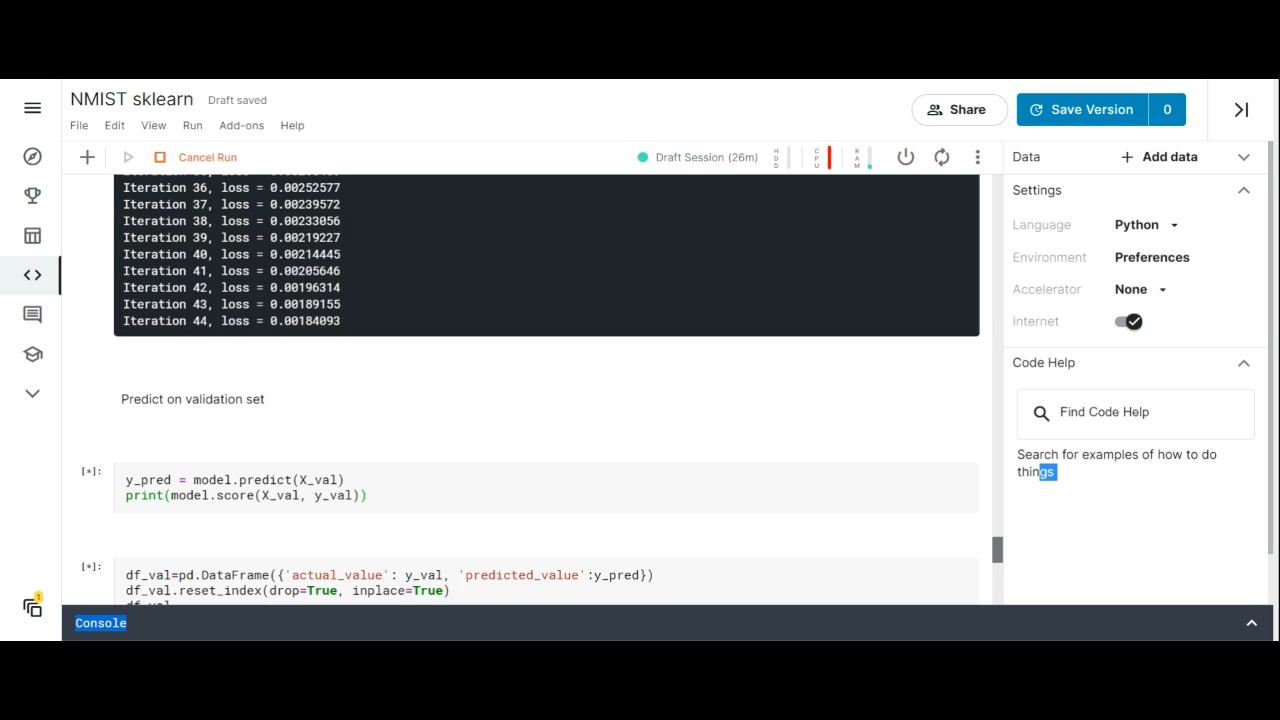 NMIST sklearn Draft saved
File Edit View Run Add-ons Help
Share
Save Version 0
Cancel Run
Draft Session (26m)
HDD
CPU
RAM
Iteration 36, loss = 0.00252577
Iteration 37, loss = 0.00239572
Iteration 38, loss = 0.00233056
Iteration 39, loss = 0.00219227
Iteration 40, loss = 0.00214445
Iteration 41, loss = 0.00205646
Iteration 42, loss = 0.00196314
Iteration 43, loss = 0.00189155
Iteration 44, loss = 0.00184093
Predict on validation set
[*]:
y_pred = model.predict(X_val)
print(model.score(X_val, y_val))
[*]:
df_val=pd.DataFrame({'actual_value': y_val, 'predicted_value':y_pred})
df_val.reset_index(drop=True, inplace=True)
df_val
Data
Add data
Settings
Language Python
Environment Preferences
Accelerator None
Internet
Code Help
Find Code Help
Search for examples of how to do
things
1
Console